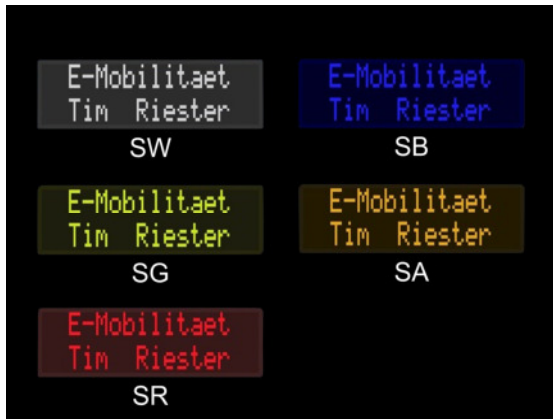 E-Mobilitaet
Tim Riester
SW
E-Mobilitaet
Tim Riester
SB
E-Mobilitaet
Tim Riester
SG
E-Mobilitaet
Tim Riester
SA
E-Mobilitaet
Tim Riester
SR